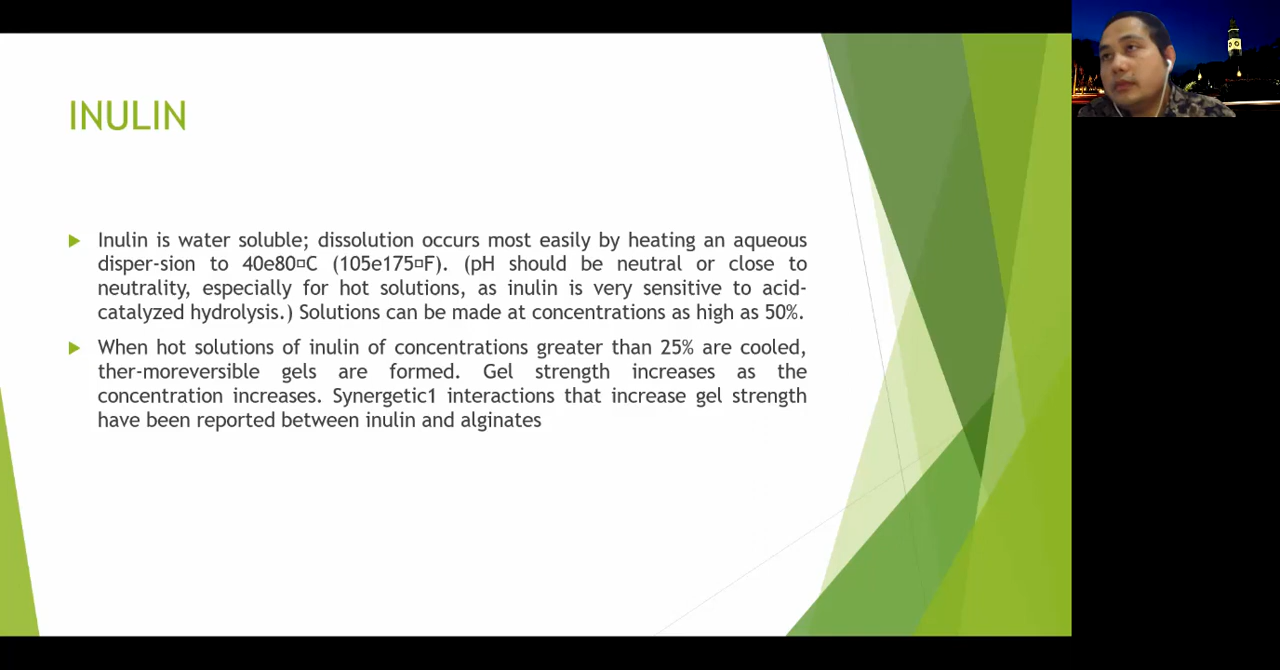 INULIN
Inulin is water soluble; dissolution occurs most easily by heating an aqueous
disper-sion to 40e80□C (105e175□F). (pH should be neutral or close to
neutrality, especially for hot solutions, as inulin is very sensitive to acid-
catalyzed hydrolysis.) Solutions can be made at concentrations as high as 50%.
When hot solutions of inulin of concentrations greater than 25% are cooled,
ther-moreversible gels are formed. Gel strength increases as the
concentration increases. Synergetic1 interactions that increase gel strength
have been reported between inulin and alginates